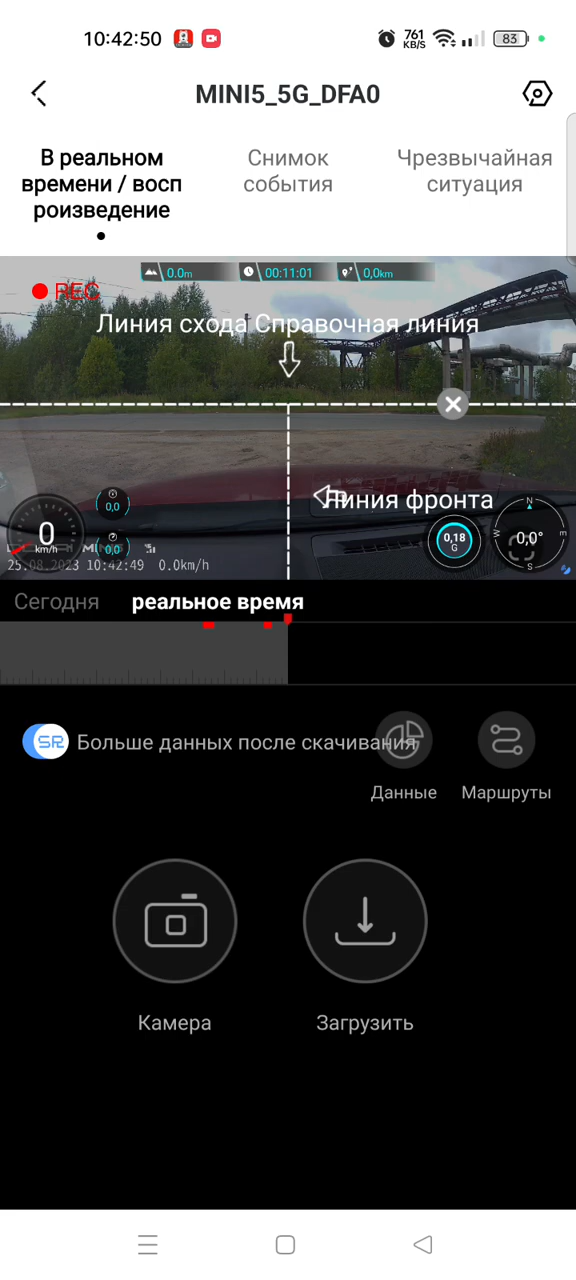 10:42:50
761
KB/S
83
MINI5_5G_DFA0
В реальном
времени / восп
роизведение
Снимок
события
Чрезвычайная
ситуация
0.0m
00:11:01
0,0km
REC
Линия схода Справочная линия
Линия фронта
0,0
0
km/h
0,0
0,18
G
N
W
E
S
0,0°
25.08.2023 10:42:49 0.0km/h
Сегодня
реальное время
SR
Больше данных после скачивания
Данные
Маршруты
Камера
Загрузить